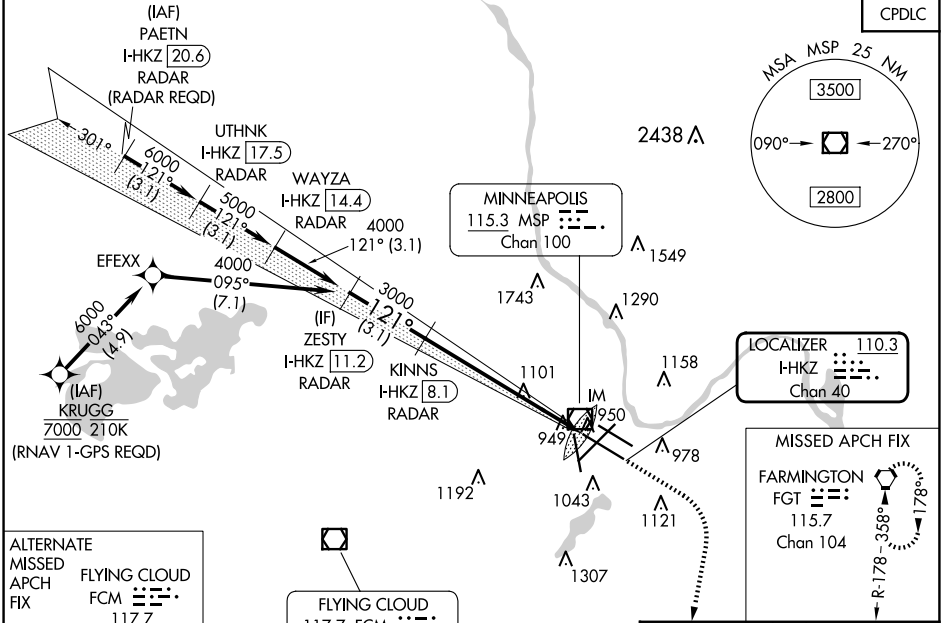 CPDLC
(IAF)
PAETN
I-HKZ 20.6
RADAR
(RADAR REQD)
301°
6000
121°
(3.1)
UTHNK
I-HKZ 17.5
RADAR
5000
121°
(3.1)
WAYZA
I-HKZ 14.4
RADAR
4000
121° (3.1)
EFEXX
4000
095°
(7.1)
6000
043°
(4.9)
(IAF)
KRUGG
7000 210K
(RNAV 1-GPS REQD)
(IF)
ZESTY
I-HKZ 11.2
RADAR
3000
121°
(3.1)
KINNS
I-HKZ 8.1
RADAR
MINNEAPOLIS
115.3 MSP
Chan 100
MSA MSP 25 NM
3500
090°
270°
2800
2438
1549
1743
1290
1158
1101
IM
950
949
978
1192
1043
1121
1307
LOCALIZER 110.3
I-HKZ
Chan 40
MISSED APCH FIX
FARMINGTON
FGT
115.7
Chan 104
R-178
358°
178°
ALTERNATE
MISSED
APCH
FIX
FLYING CLOUD
FCM
117.7
FLYING CLOUD
117.7 FCM